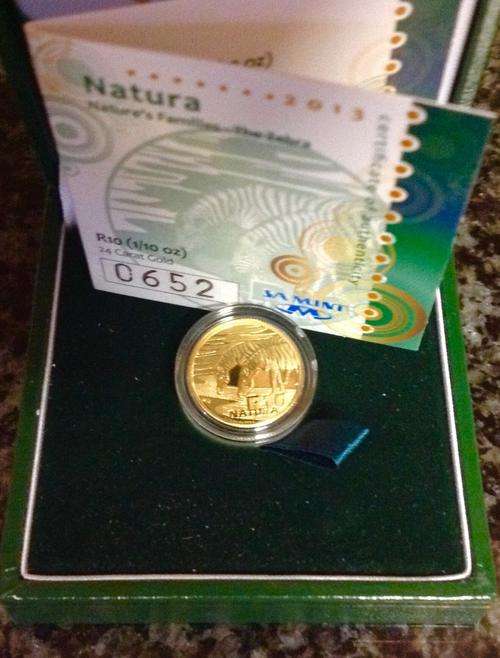 Natura
2013
Nature's Families - The Zebra
Certificate of authenticity
R10 (1/10 oz)
24 Carat Gold
0652
SA MINT
NATURA